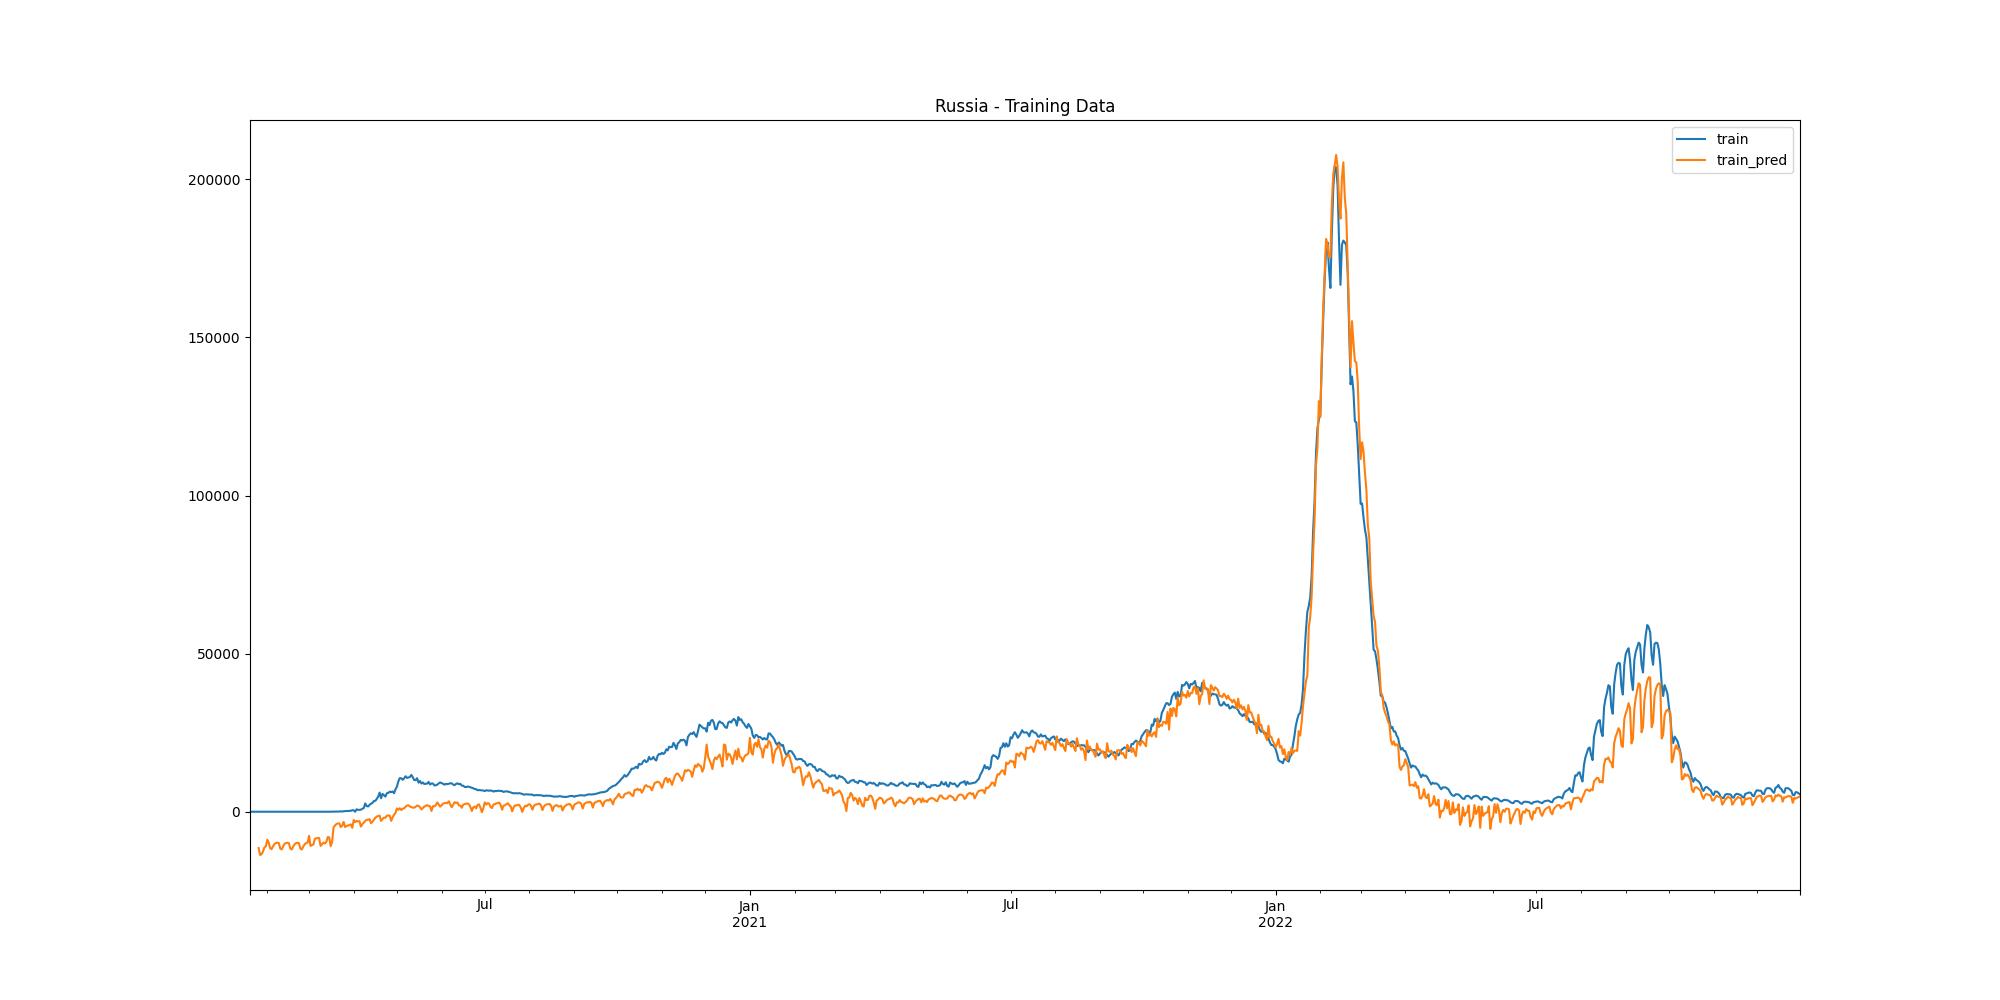 Russia - Training Data
train
train_pred
200000
150000
100000
50000
0
Jul
Jan
2021
Jul
Jan
2022
Jul